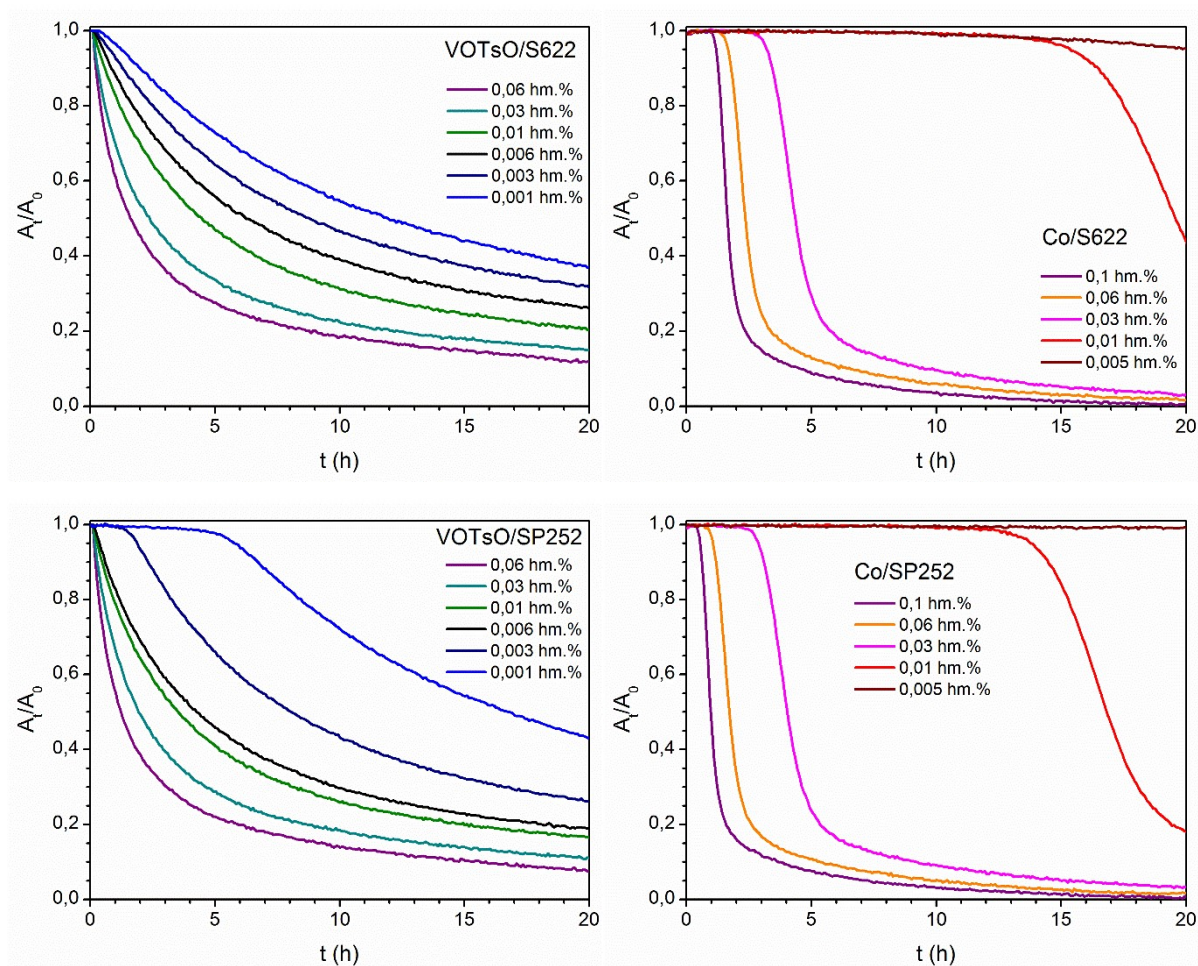 1,0
0,8
0,6
0,4
0,2
0,0
At/A0
0 5 10 15 20
t (h)
VOTsO/S622
0,06 hm.%
0,03 hm.%
0,01 hm.%
0,006 hm.%
0,003 hm.%
0,001 hm.%
1,0
0,8
0,6
0,4
0,2
0,0
At/A0
0 5 10 15 20
t (h)
Co/S622
0,1 hm.%
0,06 hm.%
0,03 hm.%
0,01 hm.%
0,005 hm.%
1,0
0,8
0,6
0,4
0,2
0,0
At/A0
0 5 10 15 20
t (h)
VOTsO/SP252
0,06 hm.%
0,03 hm.%
0,01 hm.%
0,006 hm.%
0,003 hm.%
0,001 hm.%
1,0
0,8
0,6
0,4
0,2
0,0
At/A0
0 5 10 15 20
t (h)
Co/SP252
0,1 hm.%
0,06 hm.%
0,03 hm.%
0,01 hm.%
0,005 hm.%